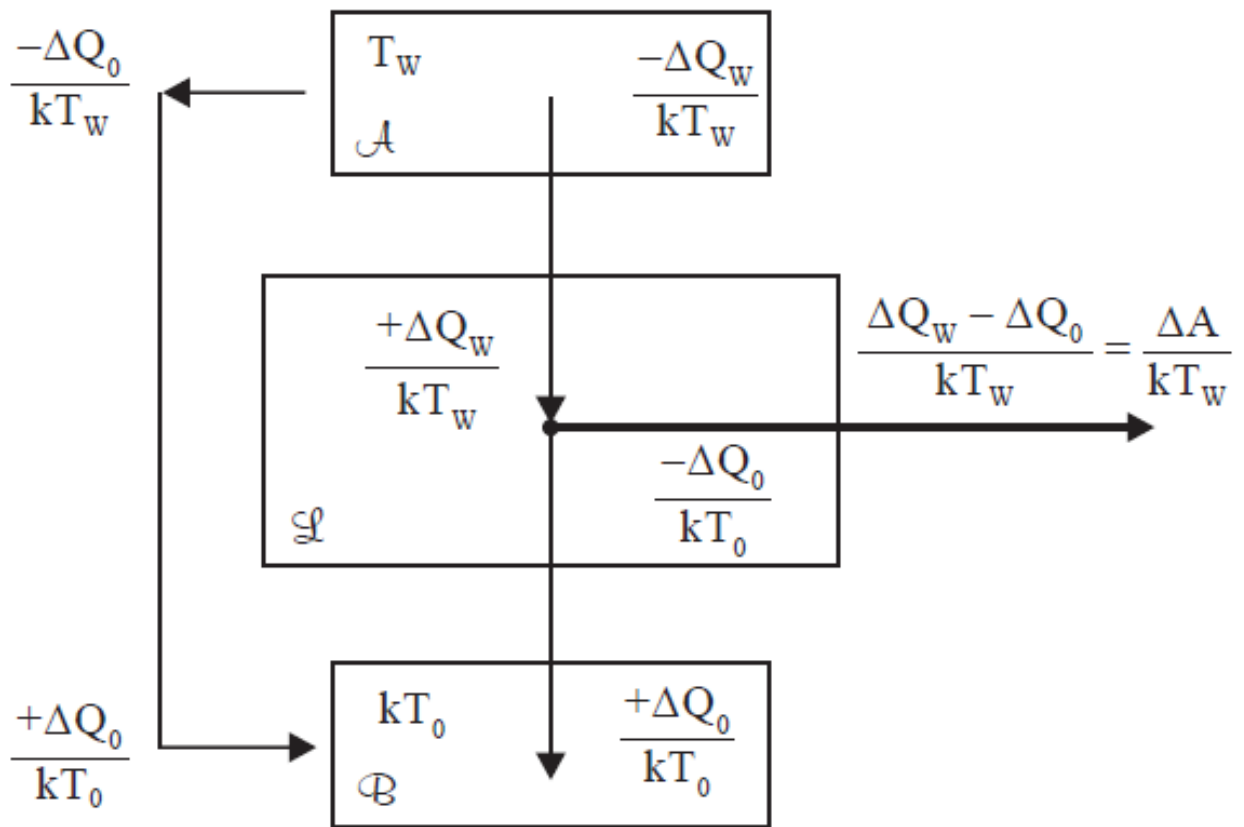 −ΔQ₀/kT_W
T_W
−ΔQ_W/kT_W
𝒜
+ΔQ_W/kT_W
(ΔQ_W − ΔQ₀)/kT_W = ΔA/kT_W
−ΔQ₀/kT₀
ℒ
+ΔQ₀/kT₀
kT₀
+ΔQ₀/kT₀
ℬ